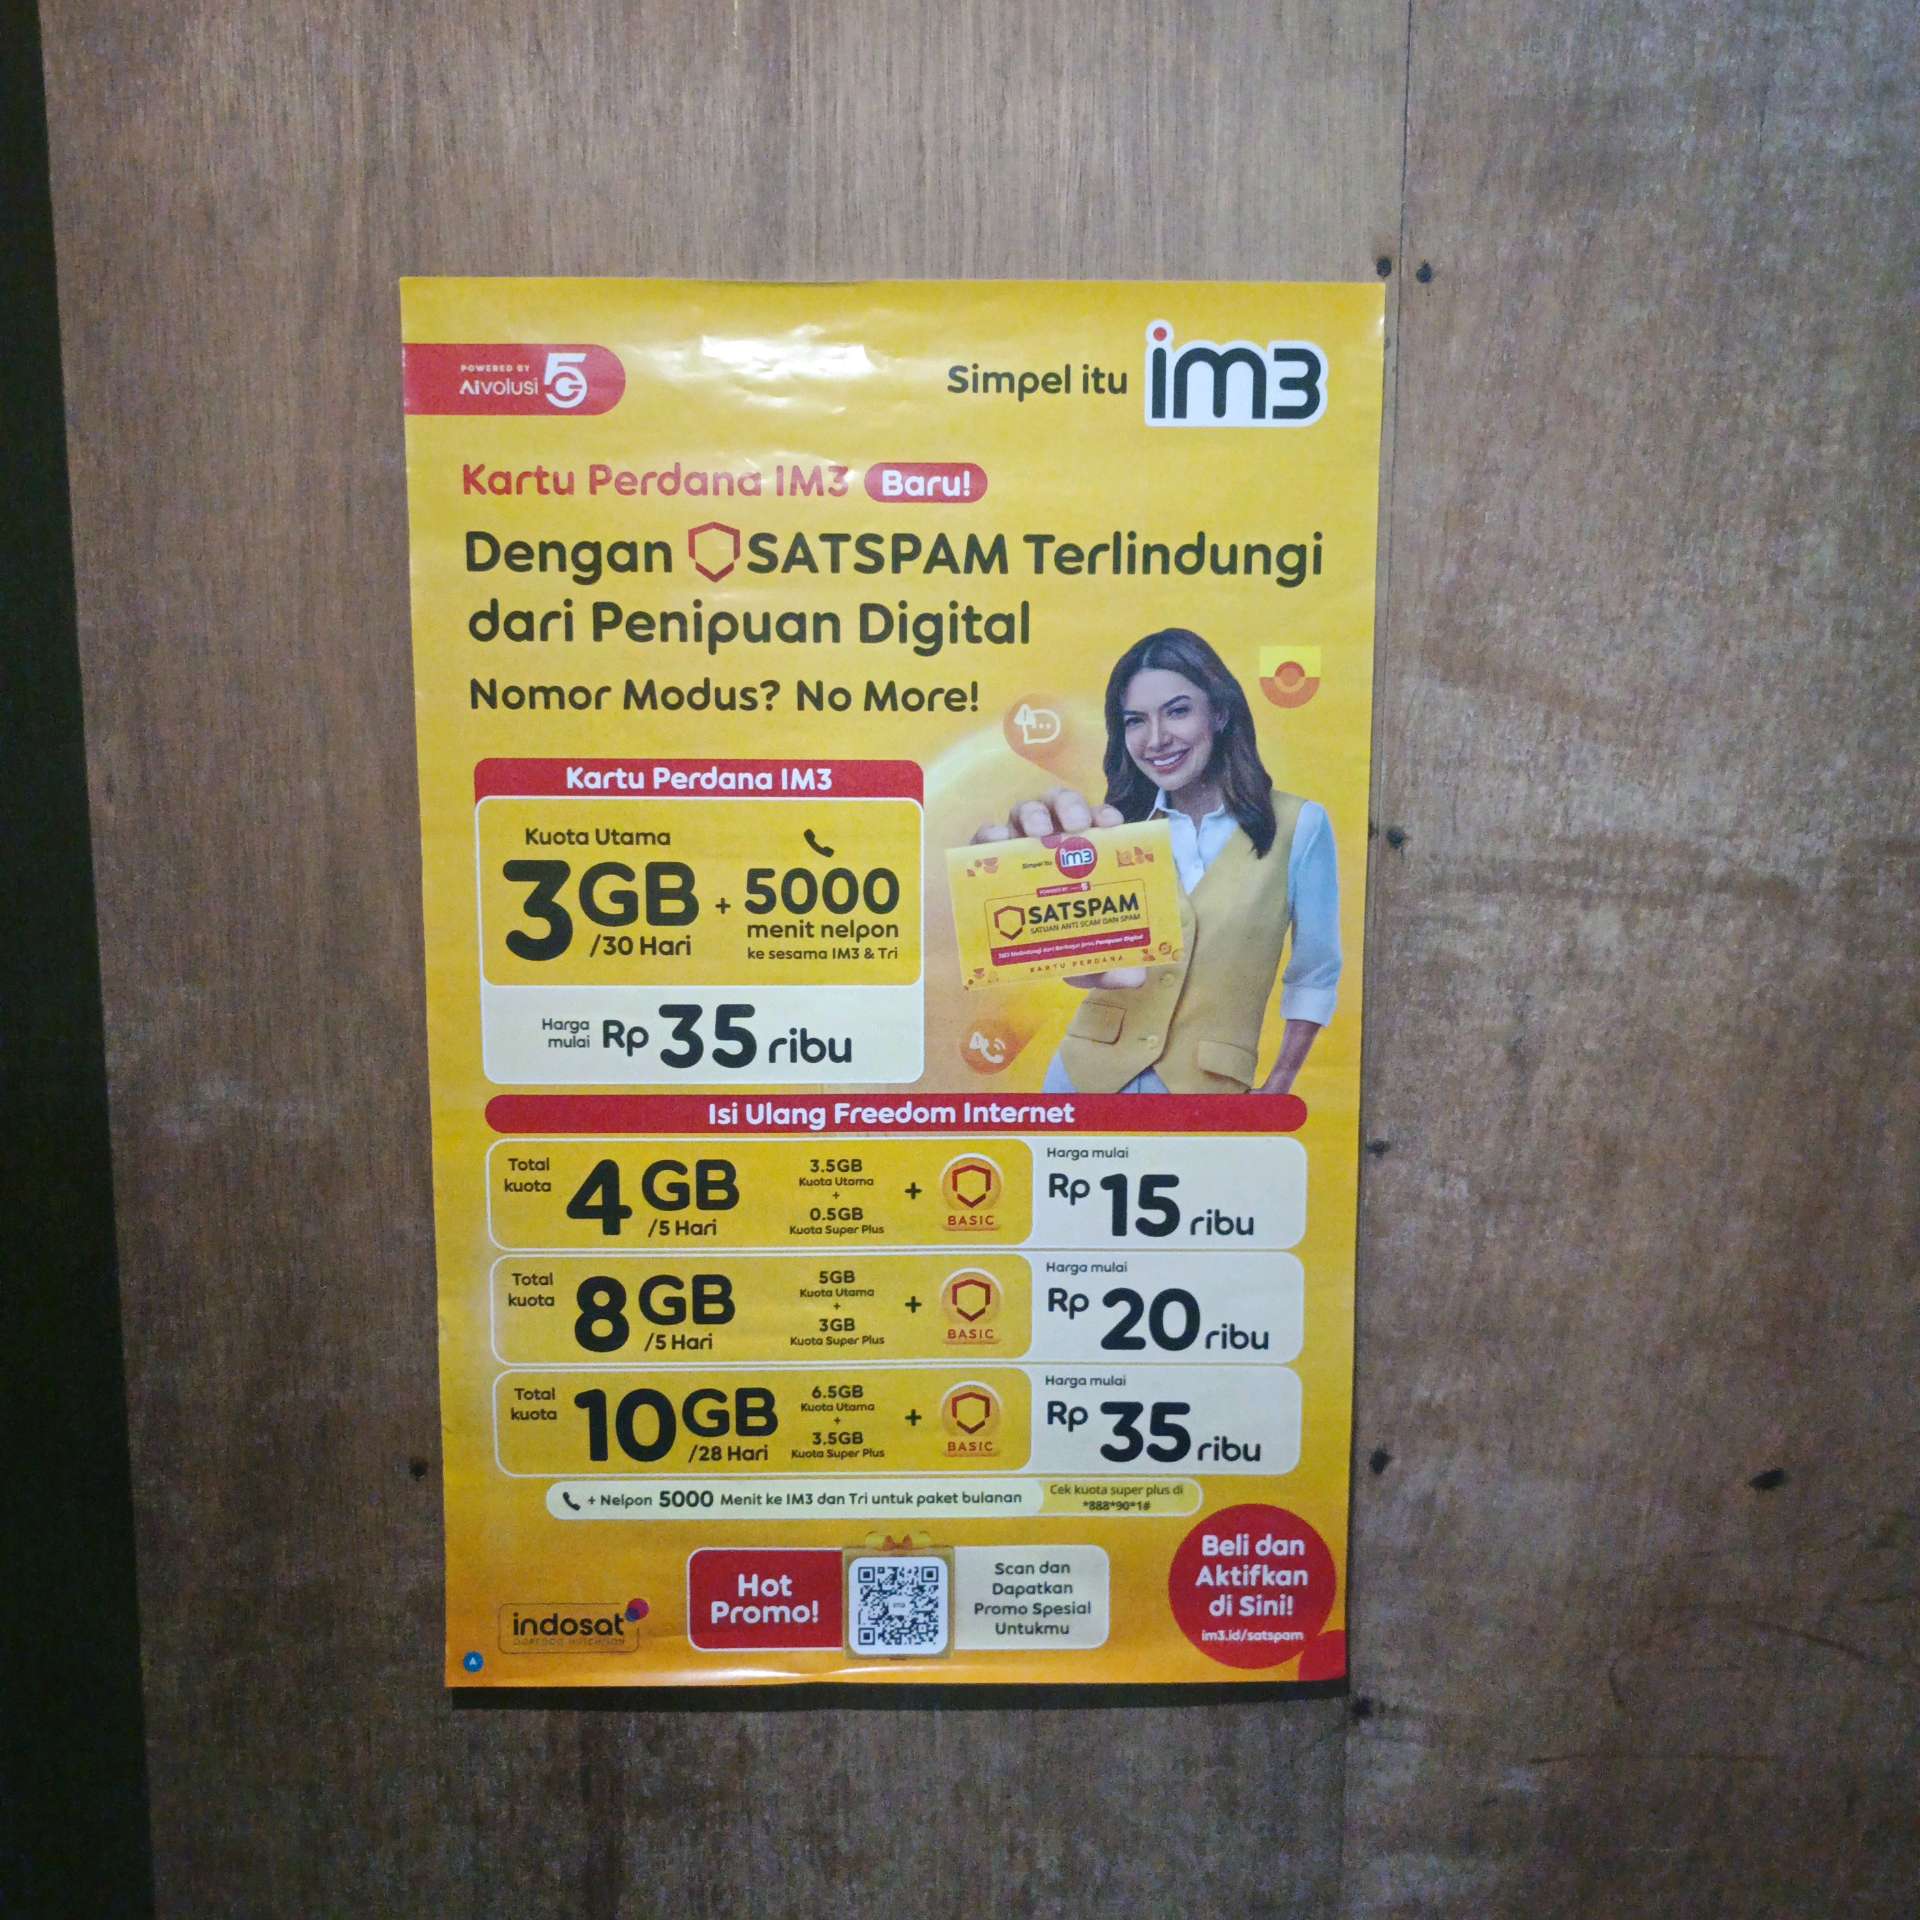 POWERED BY
AIvolusi 5G
Simpel itu im3
Kartu Perdana IM3 Baru!
Dengan SATSPAM Terlindungi
dari Penipuan Digital
Nomor Modus? No More!
Kartu Perdana IM3
Kuota Utama
3GB
/30 Hari
+
5000
menit nelpon
ke sesama IM3 & Tri
Harga mulai Rp 35 ribu
Simpel itu im3
POWERED BY
SATSPAM
SATUAN ANTI SCAM DAN SPAM
KARTU PERDANA
Isi Ulang Freedom Internet
Total kuota
4GB
/5 Hari
3.5GB
Kuota Utama
+
0.5GB
Kuota Super Plus
+
BASIC
Harga mulai
Rp 15 ribu
Total kuota
8GB
/5 Hari
5GB
Kuota Utama
+
3GB
Kuota Super Plus
+
BASIC
Harga mulai
Rp 20 ribu
Total kuota
10GB
/28 Hari
6.5GB
Kuota Utama
+
3.5GB
Kuota Super Plus
+
BASIC
Harga mulai
Rp 35 ribu
+ Nelpon 5000 Menit ke IM3 dan Tri untuk paket bulanan
Cek kuota super plus di
*888*90*1#
Hot
Promo!
Scan dan
Dapatkan
Promo Spesial
Untukmu
Beli dan
Aktifkan
di Sini!
im3.id/satspam
indosat